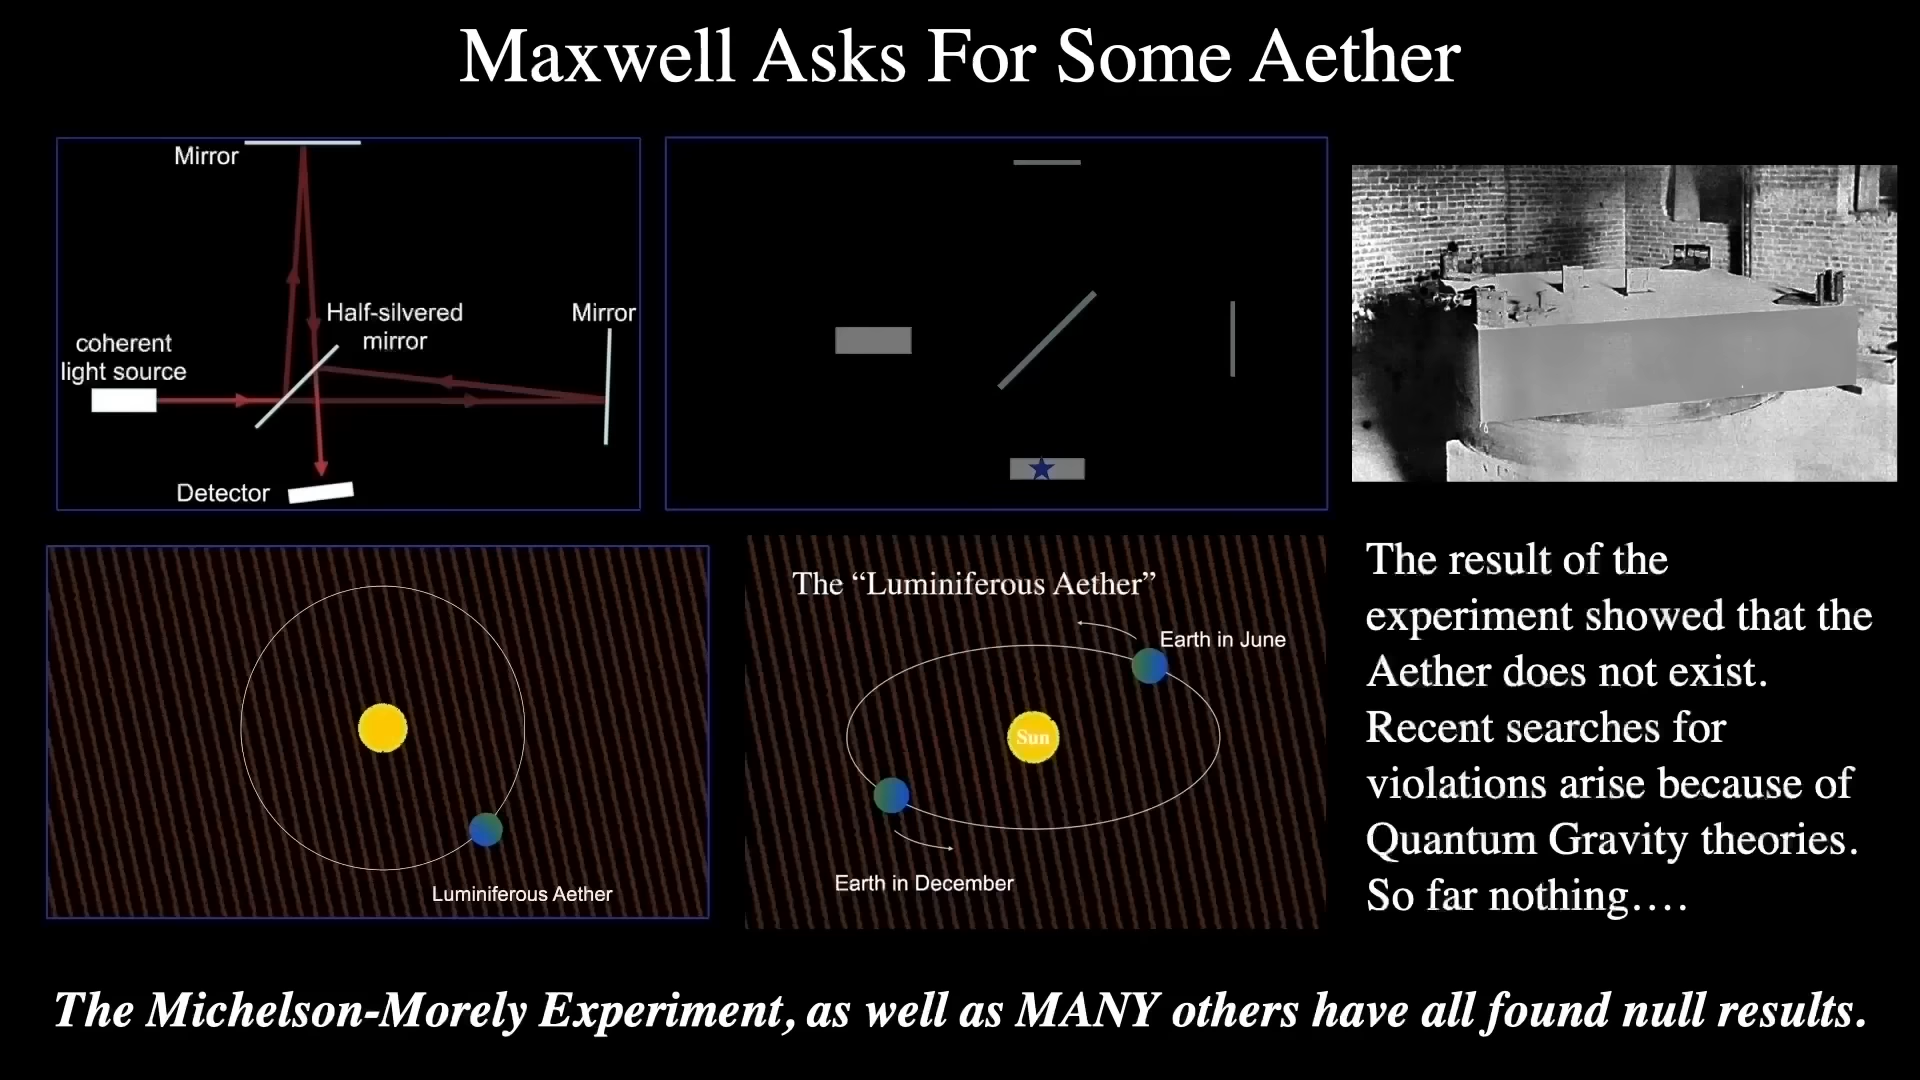 Maxwell Asks For Some Aether
Mirror
Half-silvered
mirror
Mirror
coherent
light source
Detector
Luminiferous Aether
The “Luminiferous Aether”
Earth in June
Sun
Earth in December
The result of the
experiment showed that the
Aether does not exist.
Recent searches for
violations arise because of
Quantum Gravity theories.
So far nothing….
The Michelson-Morely Experiment, as well as MANY others have all found null results.